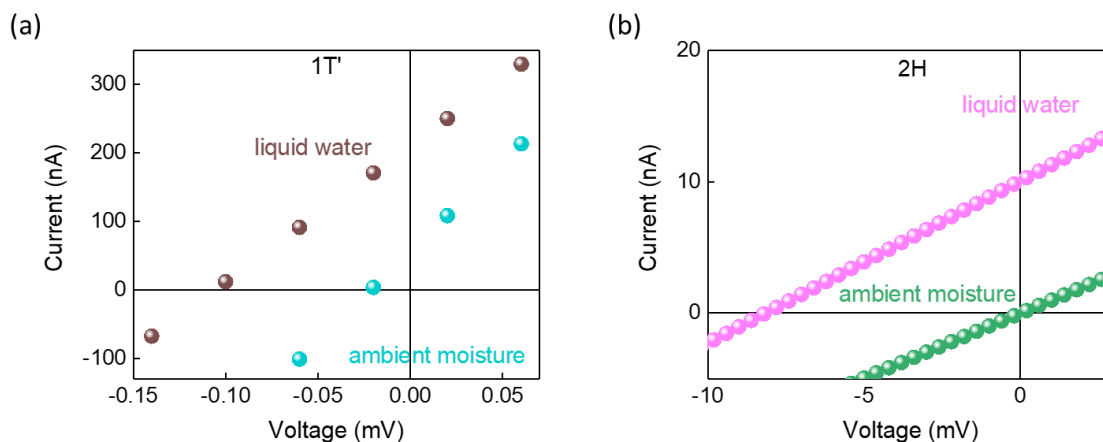 (a)
1T'
liquid water
ambient moisture
Current (nA)
300
200
100
0
-100
-0.15
-0.10
-0.05
0.00
0.05
Voltage (mV)
(b)
2H
liquid water
ambient moisture
Current (nA)
20
10
0
-10
-5
0
Voltage (mV)